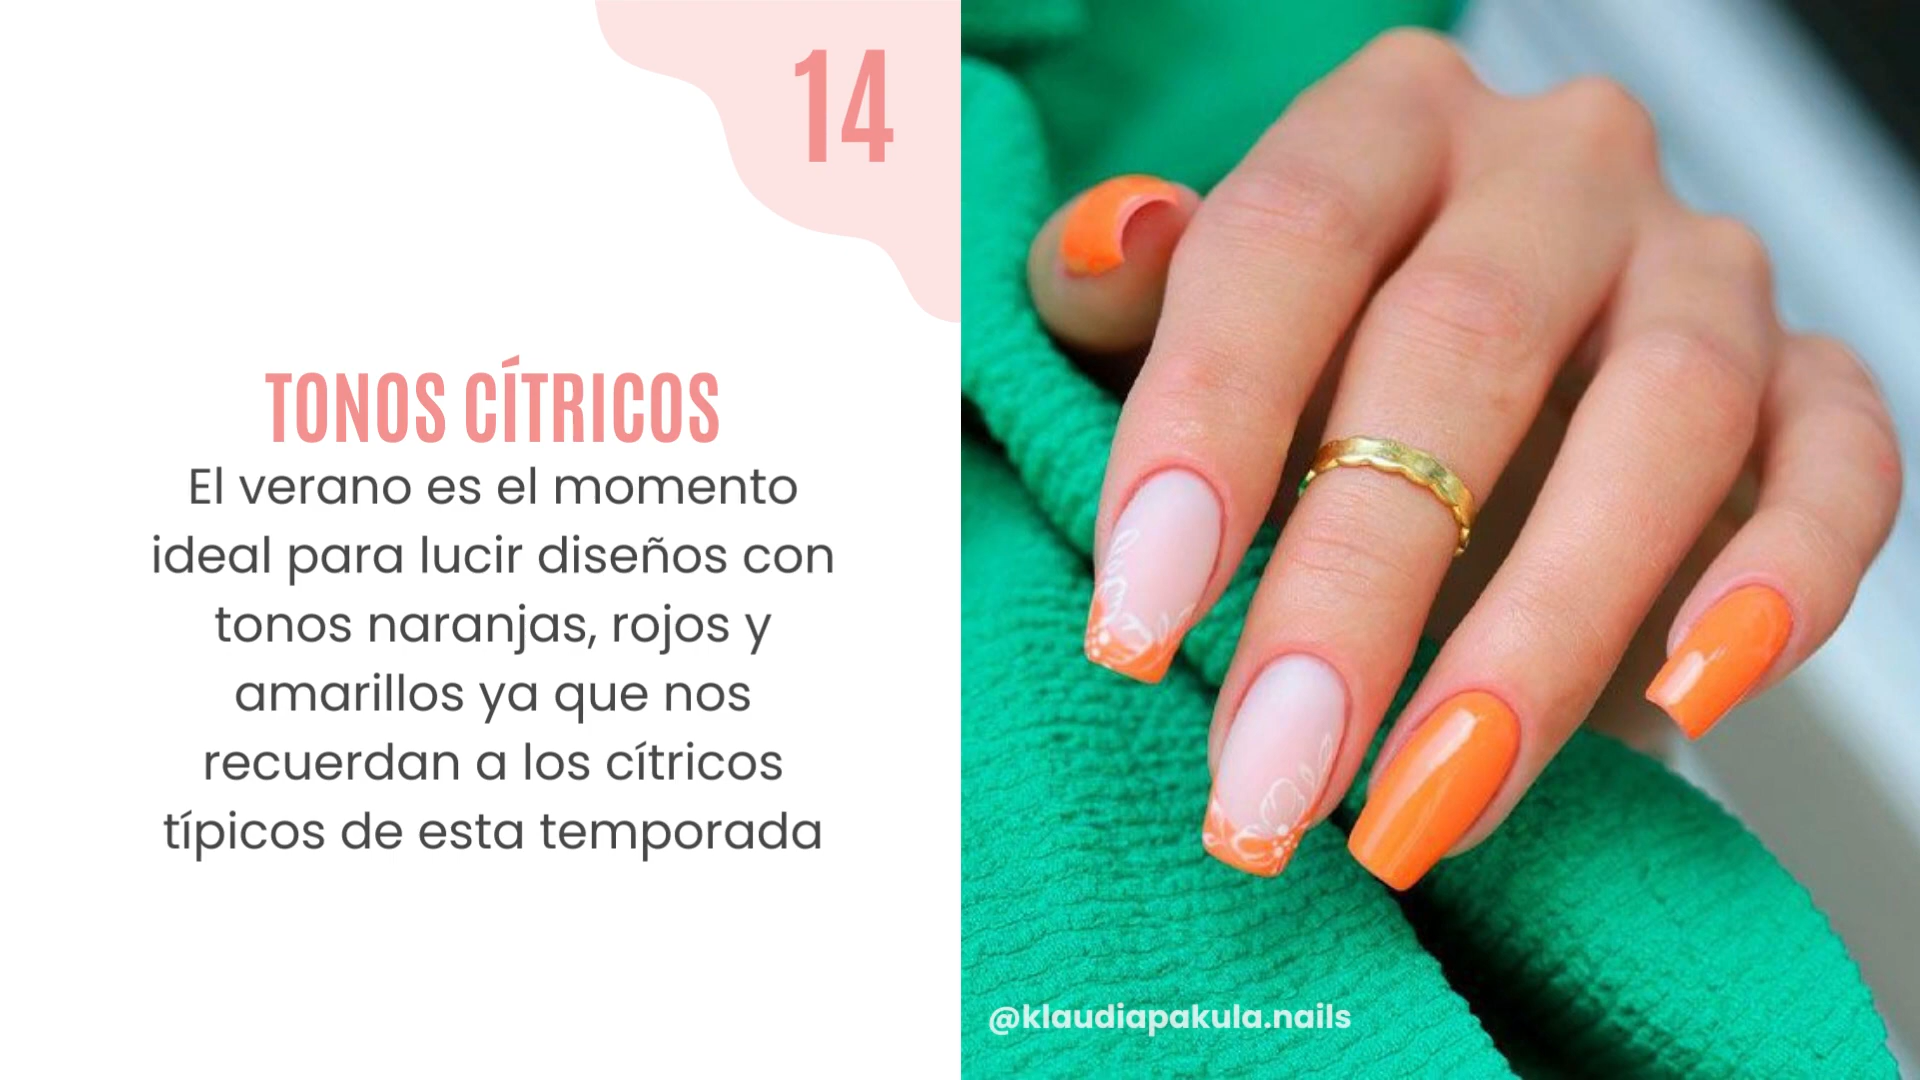 14
TONOS CÍTRICOS
El verano es el momento
ideal para lucir diseños con
tonos naranjas, rojos y
amarillos ya que nos
recuerdan a los cítricos
típicos de esta temporada
@klaudiapakula.nails